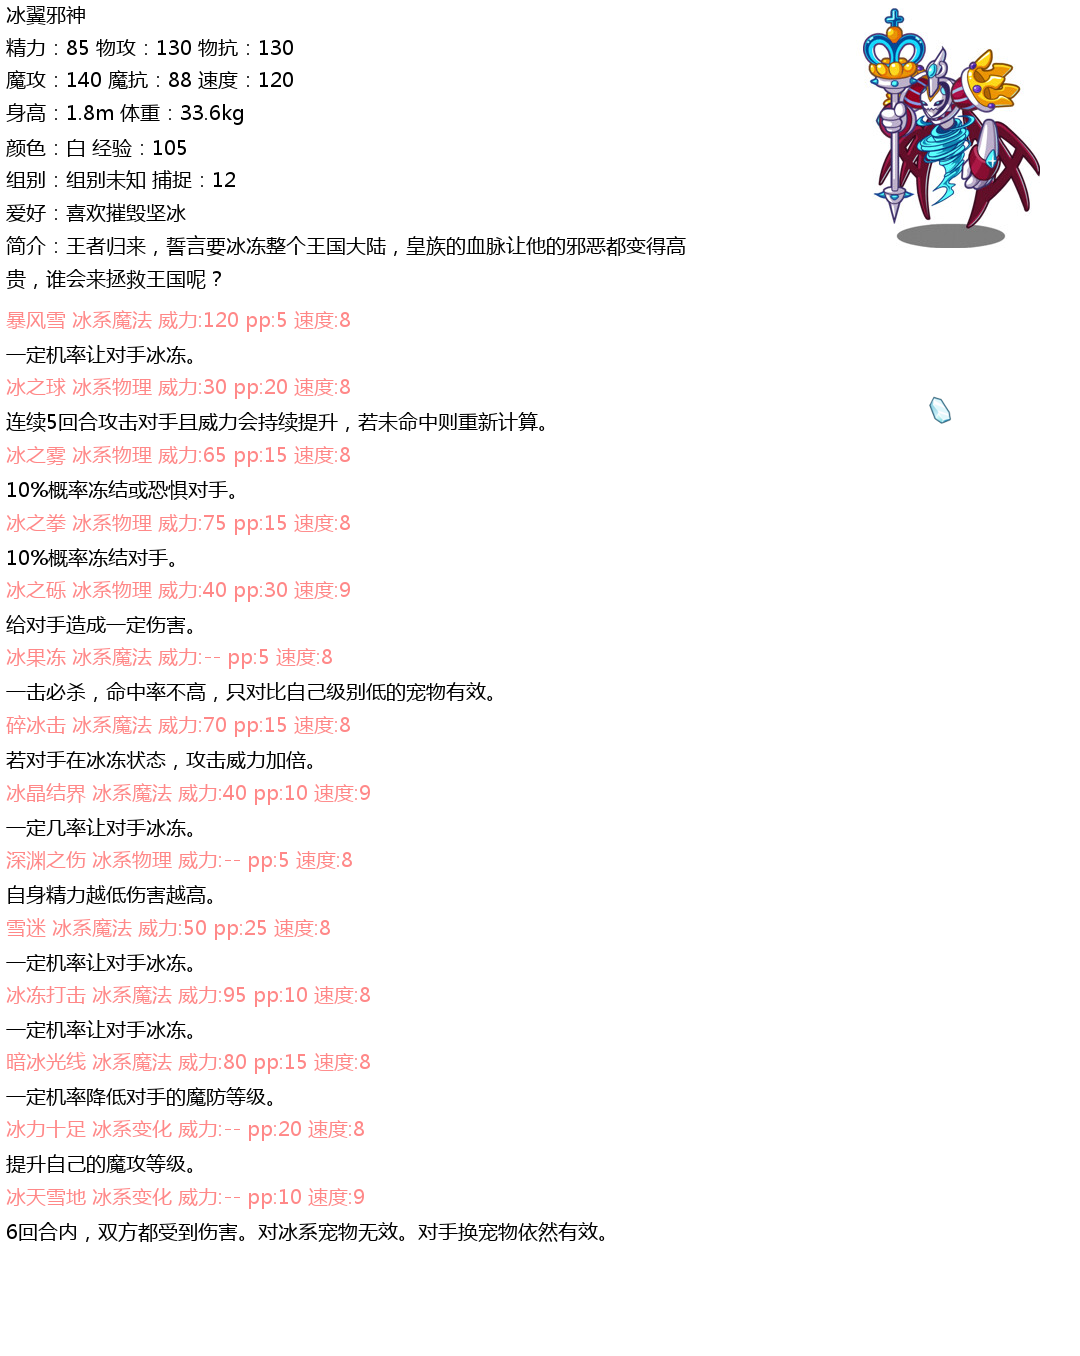 冰翼邪神
精力：85 物攻：130 物抗：130
魔攻：140 魔抗：88 速度：120
身高：1.8m 体重：33.6kg
颜色：白 经验：105
组别：组别未知 捕捉：12
爱好：喜欢摧毁坚冰
简介：王者归来，誓言要冰冻整个王国大陆，皇族的血脉让他的邪恶都变得高
贵，谁会来拯救王国呢？
暴风雪 冰系魔法 威力:120 pp:5 速度:8
一定机率让对手冰冻。
冰之球 冰系物理 威力:30 pp:20 速度:8
连续5回合攻击对手且威力会持续提升，若未命中则重新计算。
冰之雾 冰系物理 威力:65 pp:15 速度:8
10%概率冻结或恐惧对手。
冰之拳 冰系物理 威力:75 pp:15 速度:8
10%概率冻结对手。
冰之砾 冰系物理 威力:40 pp:30 速度:9
给对手造成一定伤害。
冰果冻 冰系魔法 威力:-- pp:5 速度:8
一击必杀，命中率不高，只对比自己级别低的宠物有效。
碎冰击 冰系魔法 威力:70 pp:15 速度:8
若对手在冰冻状态，攻击威力加倍。
冰晶结界 冰系魔法 威力:40 pp:10 速度:9
一定几率让对手冰冻。
深渊之伤 冰系物理 威力:-- pp:5 速度:8
自身精力越低伤害越高。
雪迷 冰系魔法 威力:50 pp:25 速度:8
一定机率让对手冰冻。
冰冻打击 冰系魔法 威力:95 pp:10 速度:8
一定机率让对手冰冻。
暗冰光线 冰系魔法 威力:80 pp:15 速度:8
一定机率降低对手的魔防等级。
冰力十足 冰系变化 威力:-- pp:20 速度:8
提升自己的魔攻等级。
冰天雪地 冰系变化 威力:-- pp:10 速度:9
6回合内，双方都受到伤害。对冰系宠物无效。对手换宠物依然有效。